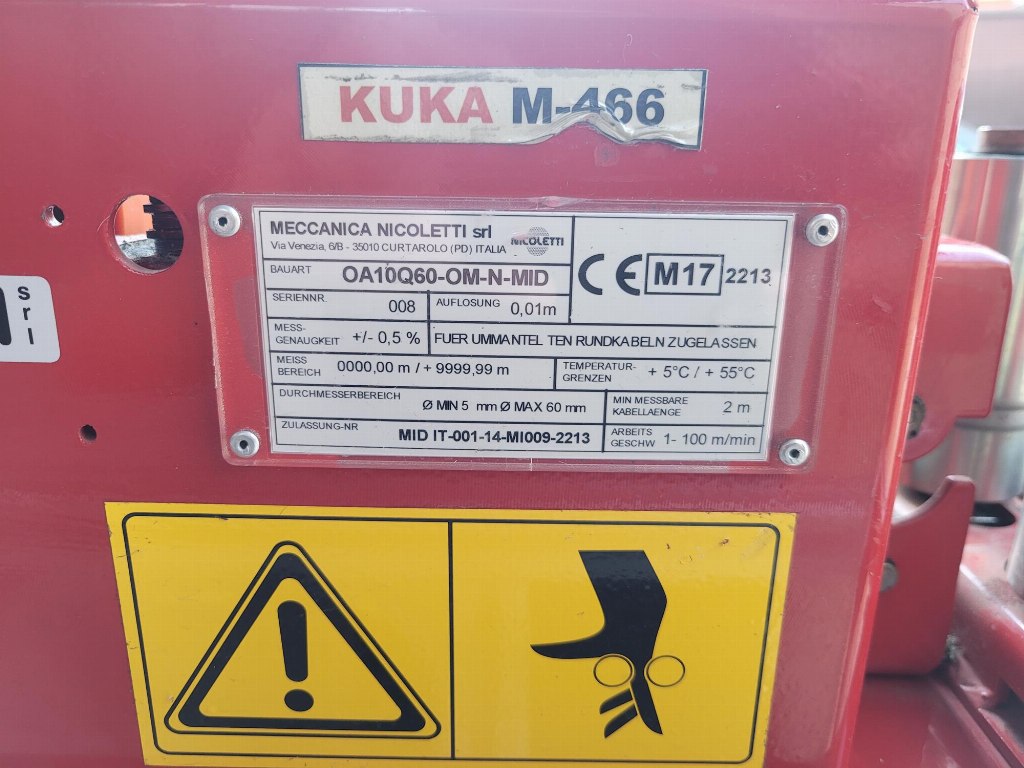 KUKA M-466
MECCANICA NICOLETTI srl
Via Venezia, 6/B - 35010 CURTAROLO (PD) ITALIA
NICOLETTI
BAUART OA10Q60-OM-N-MID
CE M17 2213
SERIENNR. 008 AUFLOSUNG 0,01m
MESS-
GENAUGKEIT +/- 0,5 % FUER UMMANTEL TEN RUNDKABELN ZUGELASSEN
MEISS
BEREICH 0000,00 m / + 9999,99 m
TEMPERATUR-
GRENZEN + 5°C / + 55°C
DURCHMESSERBEREICH Ø MIN 5 mm Ø MAX 60 mm
MIN MESSBARE
KABELLAENGE 2 m
ZULASSUNG-NR MID IT-001-14-MI009-2213
ARBEITS
GESCHW 1- 100 m/min
srl